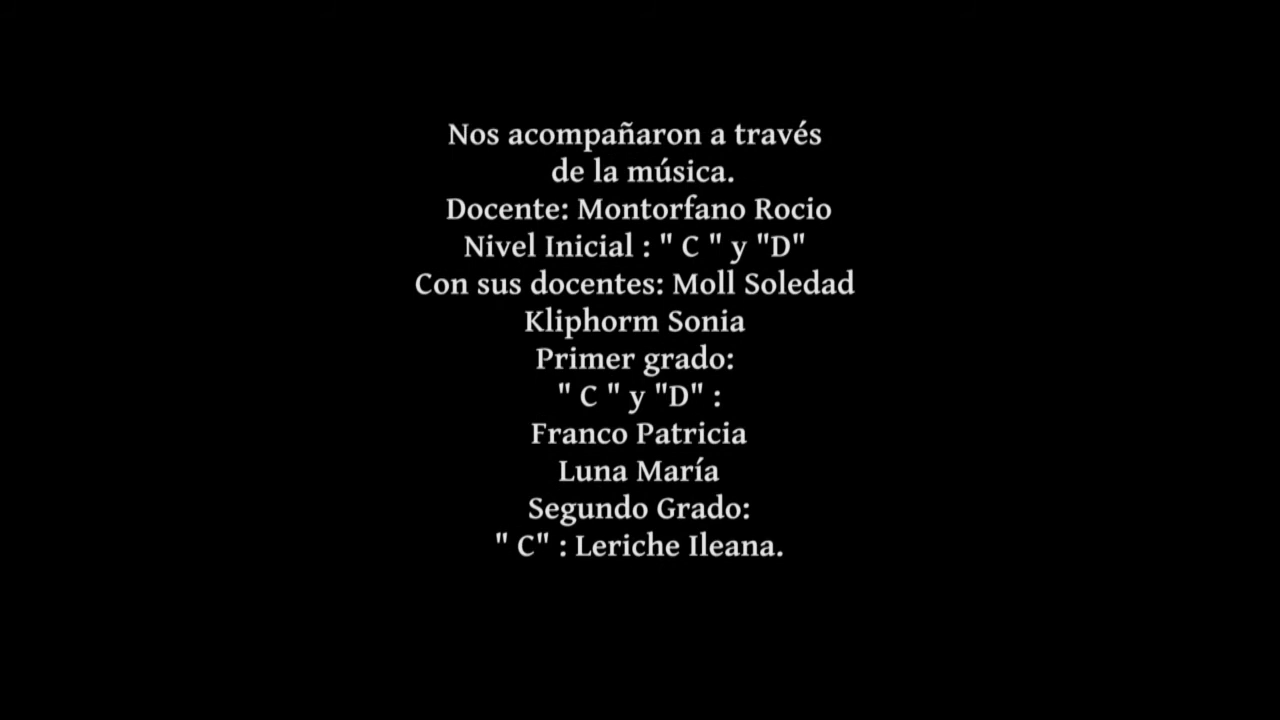 Nos acompañaron a través
de la música.
Docente: Montorfano Rocio
Nivel Inicial : " C " y "D"
Con sus docentes: Moll Soledad
Kliphorm Sonia
Primer grado:
" C " y "D" :
Franco Patricia
Luna María
Segundo Grado:
" C" : Leriche Ileana.